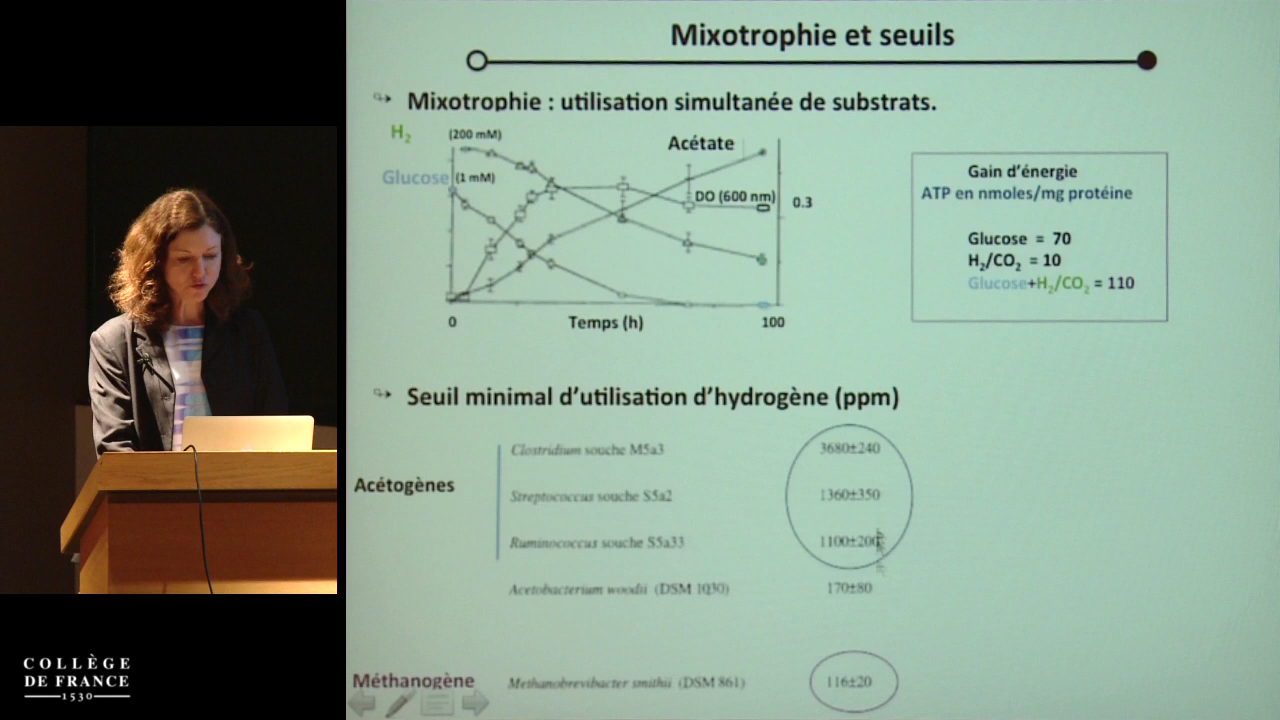 Mixotrophie et seuils
Mixotrophie : utilisation simultanée de substrats.
H2 (200 mM)
Glucose (1 mM)
Acétate
DO (600 nm)
0.3
0 Temps (h) 100
Gain d'énergie
ATP en nmoles/mg protéine
Glucose = 70
H2/CO2 = 10
Glucose+H2/CO2 = 110
Seuil minimal d'utilisation d'hydrogène (ppm)
Acétogènes
Clostridium souche M5a3 3680±240
Streptococcus souche S5a2 1360±350
Ruminococcus souche S5a33 1100±200
Acetobacterium woodii (DSM 1030) 170±80
Méthanogène
Methanobrevibacter smithii (DSM 861) 116±20
COLLÈGE
DE FRANCE
1530